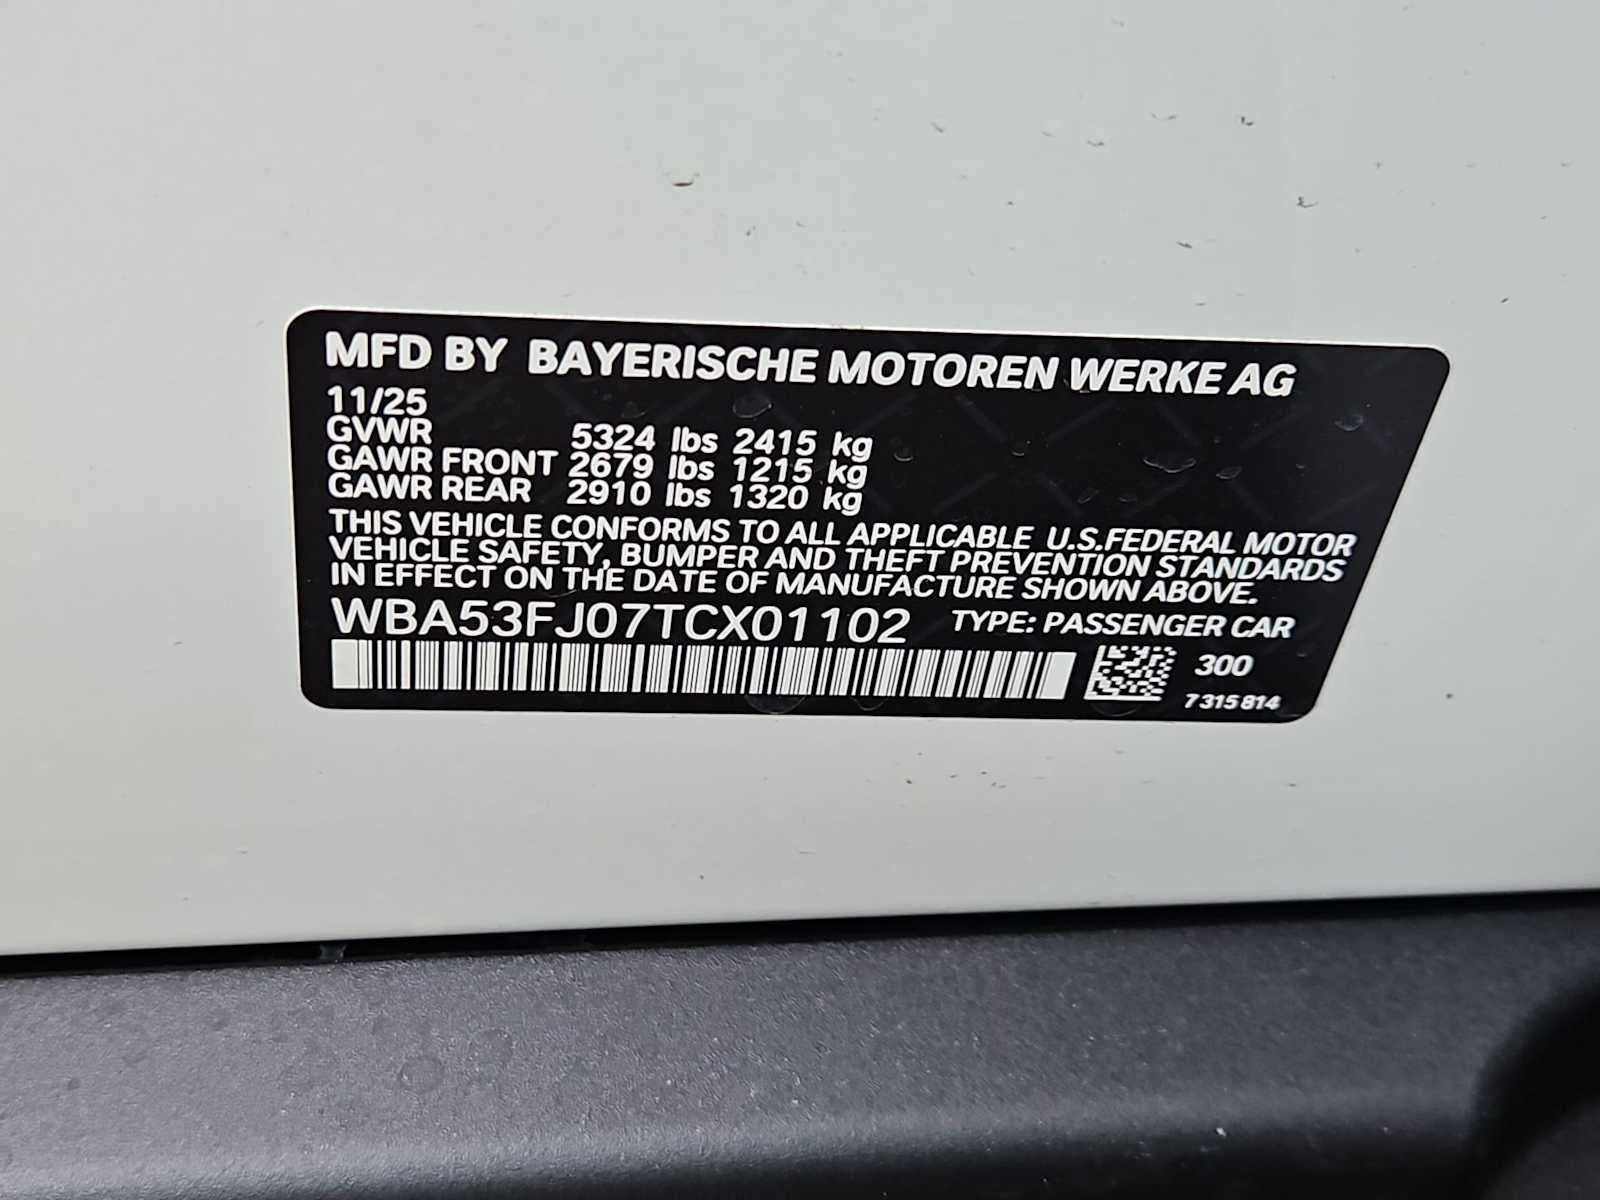 MFD BY BAYERISCHE MOTOREN WERKE AG
11/25
GVWR 5324 lbs 2415 kg
GAWR FRONT 2679 lbs 1215 kg
GAWR REAR 2910 lbs 1320 kg
THIS VEHICLE CONFORMS TO ALL APPLICABLE U.S.FEDERAL MOTOR
VEHICLE SAFETY, BUMPER AND THEFT PREVENTION STANDARDS
IN EFFECT ON THE DATE OF MANUFACTURE SHOWN ABOVE.
WBA53FJ07TCX01102 TYPE: PASSENGER CAR
300
7 315 814